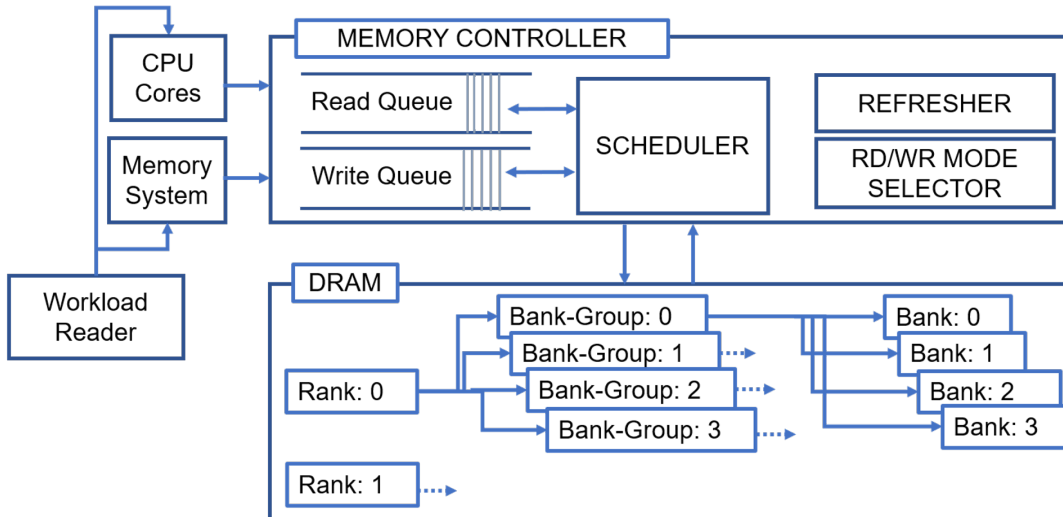 CPU
Cores
Memory
System
Workload
Reader
MEMORY CONTROLLER
Read Queue
Write Queue
SCHEDULER
REFRESHER
RD/WR MODE
SELECTOR
DRAM
Rank: 0
Rank: 1
Bank-Group: 0
Bank-Group: 1
Bank-Group: 2
Bank-Group: 3
Bank: 0
Bank: 1
Bank: 2
Bank: 3